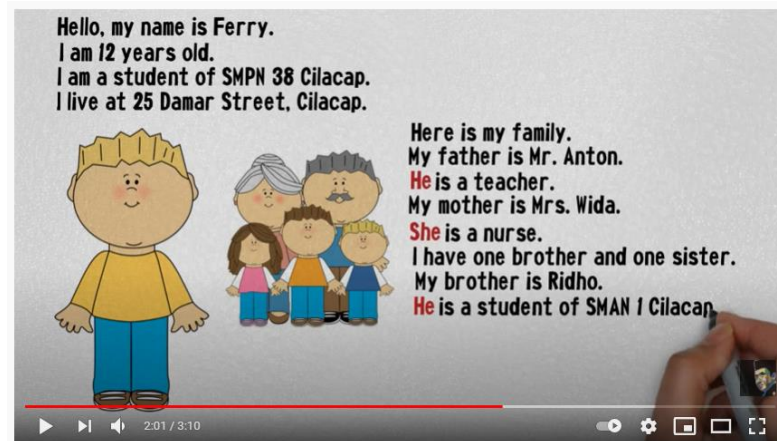 Hello, my name is Ferry.
I am 12 years old.
I am a student of SMPN 38 Cilacap.
I live at 25 Damar Street, Cilacap.
Here is my family.
My father is Mr. Anton.
He is a teacher.
My mother is Mrs. Wida.
She is a nurse.
I have one brother and one sister.
My brother is Ridho.
He is a student of SMAN 1 Cilacap
2:01 / 3:10